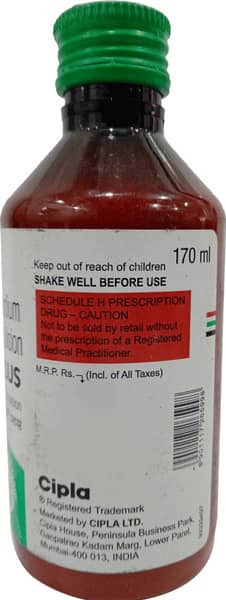 170 ml
Keep out of reach of children
SHAKE WELL BEFORE USE
SCHEDULE H PRESCRIPTION
DRUG – CAUTION
Not to be sold by retail without
the prescription of a Registered
Medical Practitioner.
M.R.P. Rs. (Incl. of All Taxes)
Cipla
® Registered Trademark
Marketed by CIPLA LTD.
Cipla House, Peninsula Business Park,
Ganpatrao Kadam Marg, Lower Parel,
Mumbai-400 013, INDIA